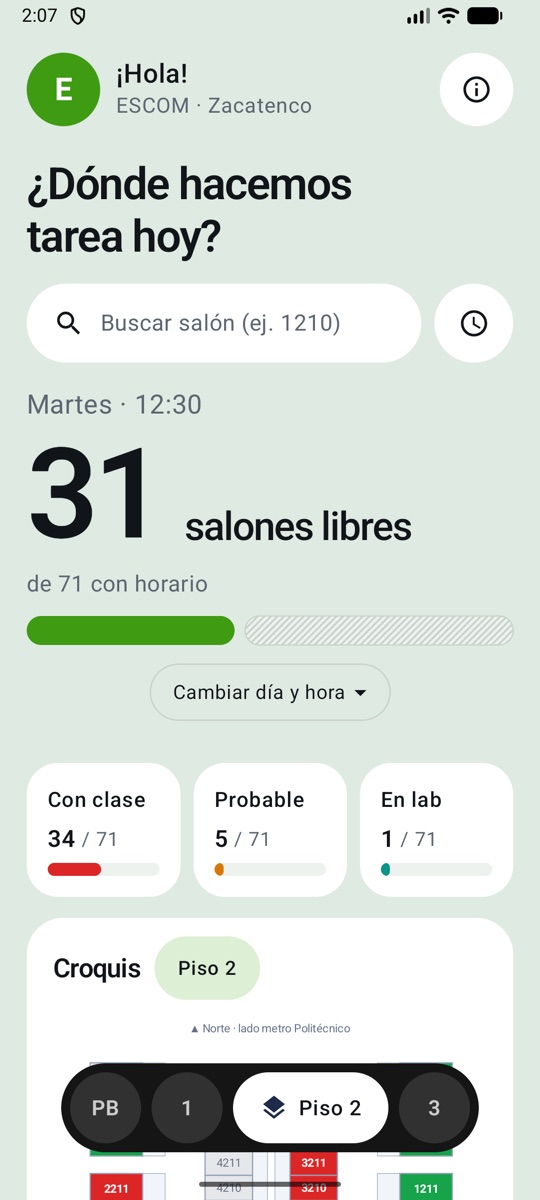 2:07
E
¡Hola!
ESCOM · Zacatenco
¿Dónde hacemos
tarea hoy?
Buscar salón (ej. 1210)
Martes · 12:30
31 salones libres
de 71 con horario
Cambiar día y hora
Con clase
34 / 71
Probable
5 / 71
En lab
1 / 71
Croquis
Piso 2
▲ Norte · lado metro Politécnico
PB
1
Piso 2
3
4211
3211
2211
4210
3210
1211